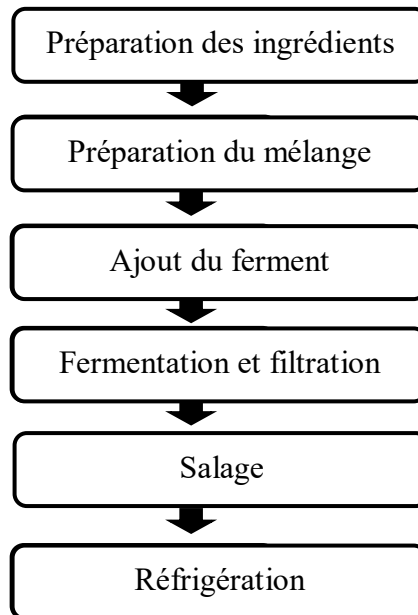 Préparation des ingrédients
Préparation du mélange
Ajout du ferment
Fermentation et filtration
Salage
Réfrigération